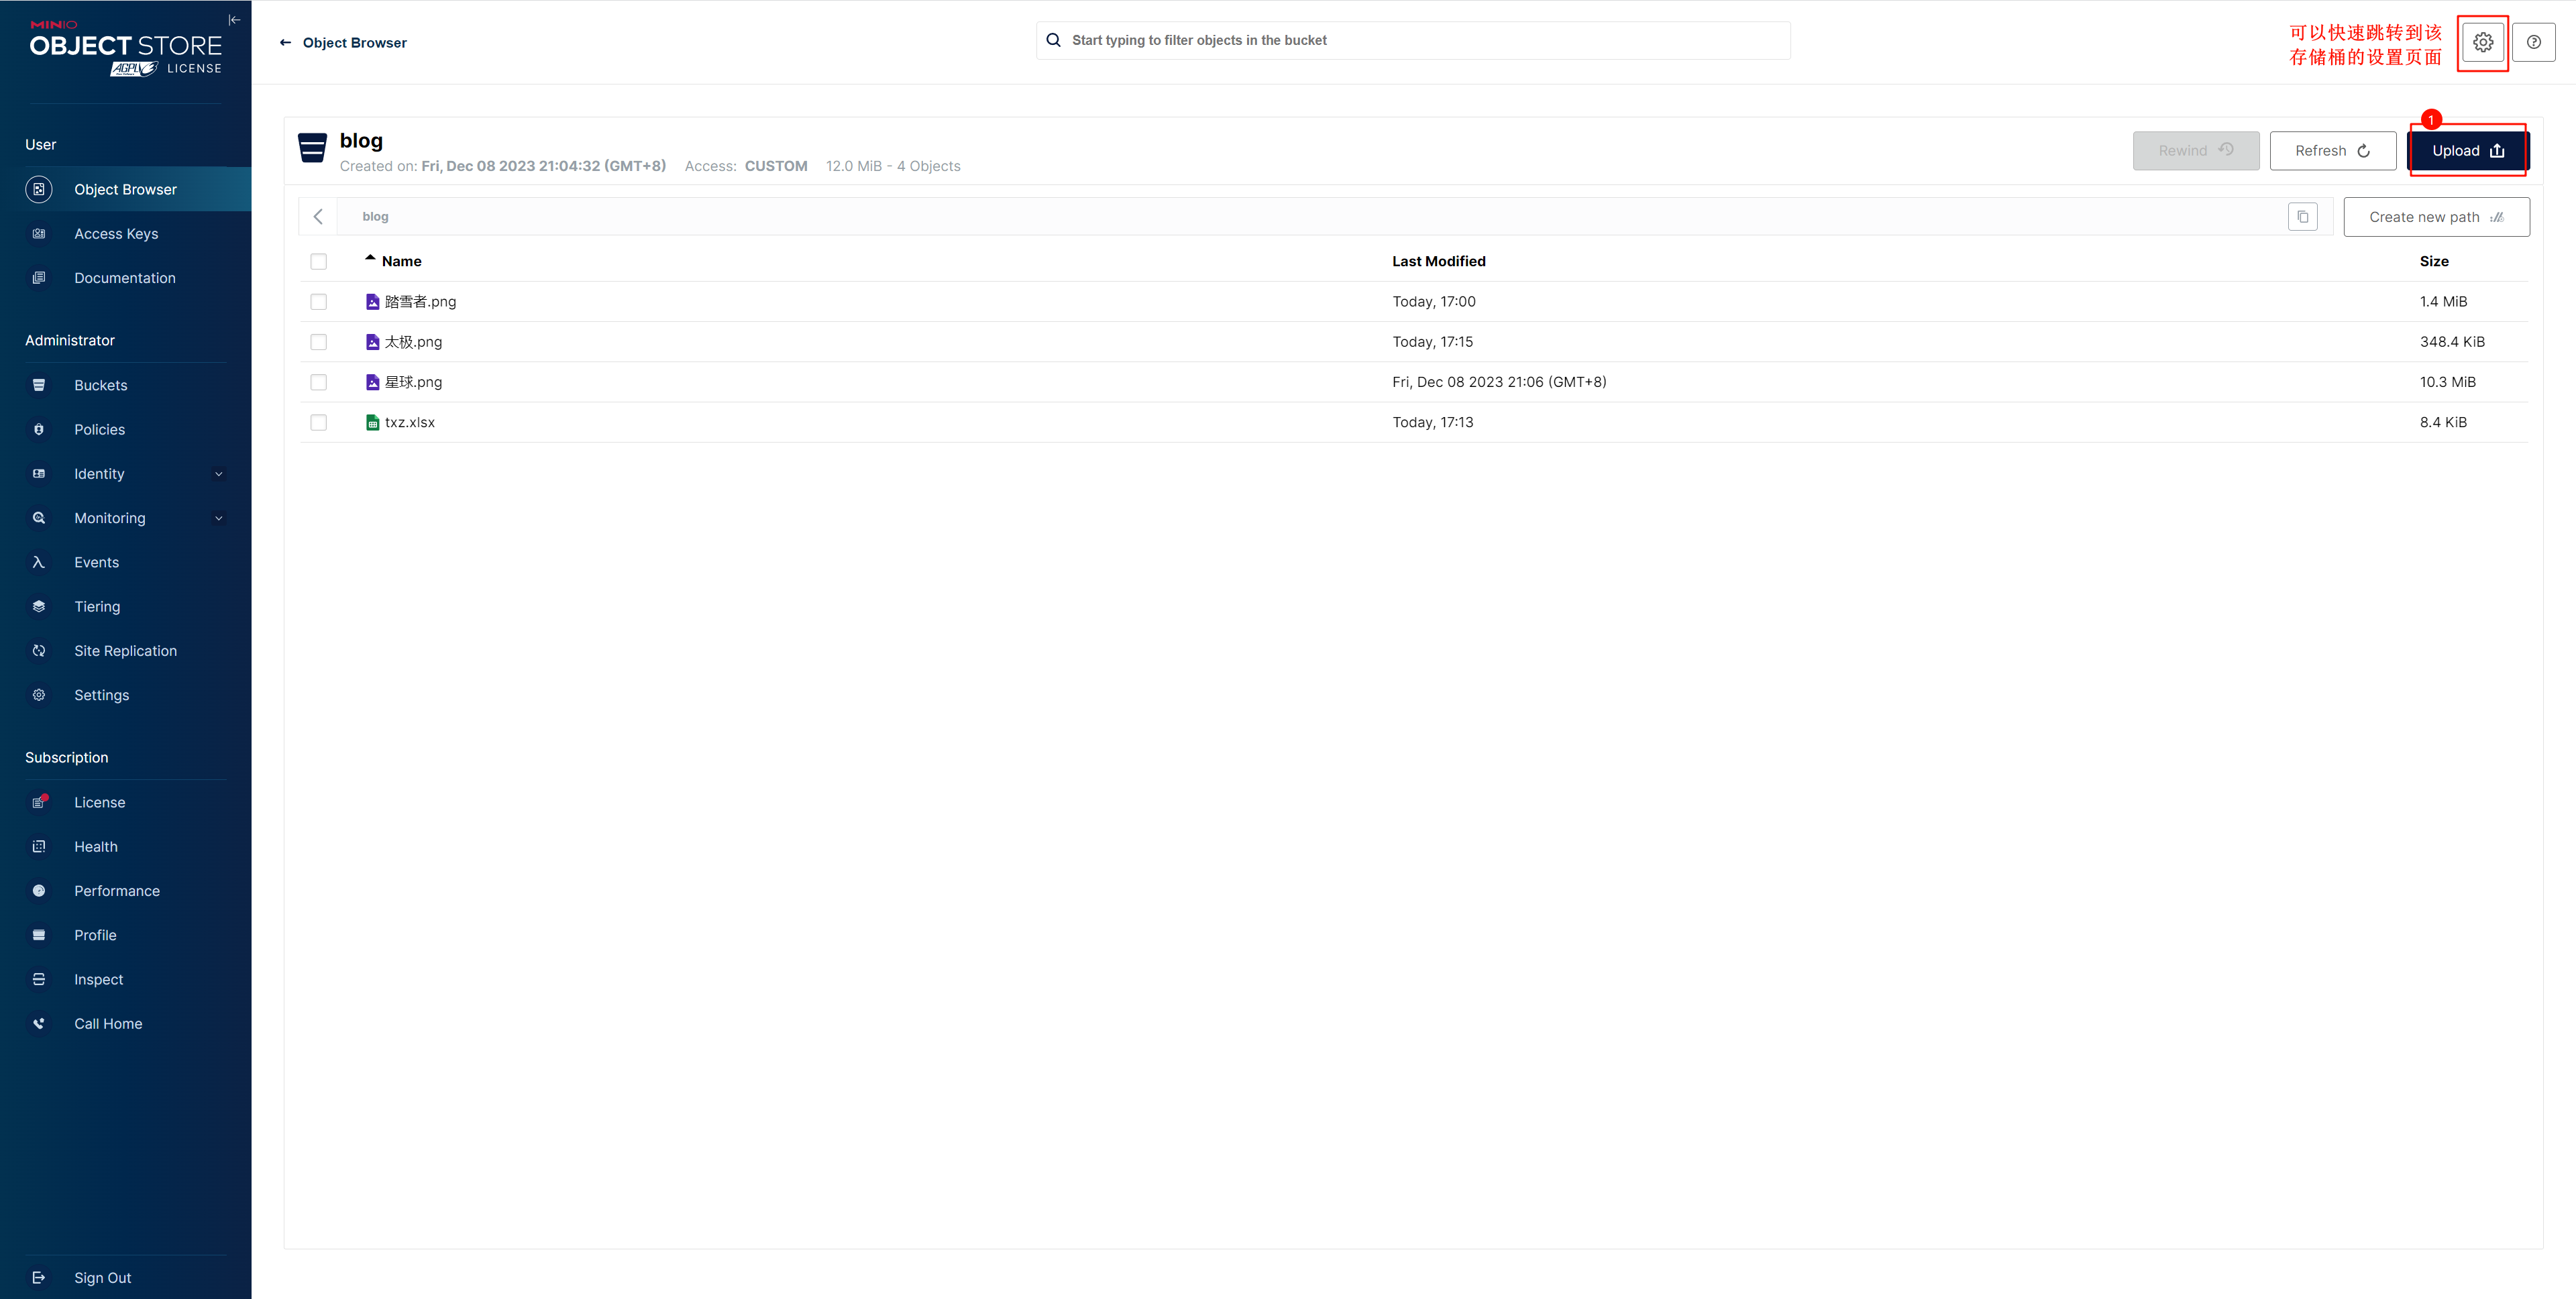 MINIO
OBJECT STORE
AGPLv3 LICENSE
User
Object Browser
Access Keys
Documentation
Administrator
Buckets
Policies
Identity
Monitoring
Events
Tiering
Site Replication
Settings
Subscription
License
Health
Performance
Profile
Inspect
Call Home
Sign Out
Object Browser
Start typing to filter objects in the bucket
可以快速跳转到该
存储桶的设置页面
blog
Created on: Fri, Dec 08 2023 21:04:32 (GMT+8) Access: CUSTOM 12.0 MiB - 4 Objects
Rewind
Refresh
1
Upload
blog
Create new path
Name Last Modified Size
踏雪者.png Today, 17:00 1.4 MiB
太极.png Today, 17:15 348.4 KiB
星球.png Fri, Dec 08 2023 21:06 (GMT+8) 10.3 MiB
txz.xlsx Today, 17:13 8.4 KiB